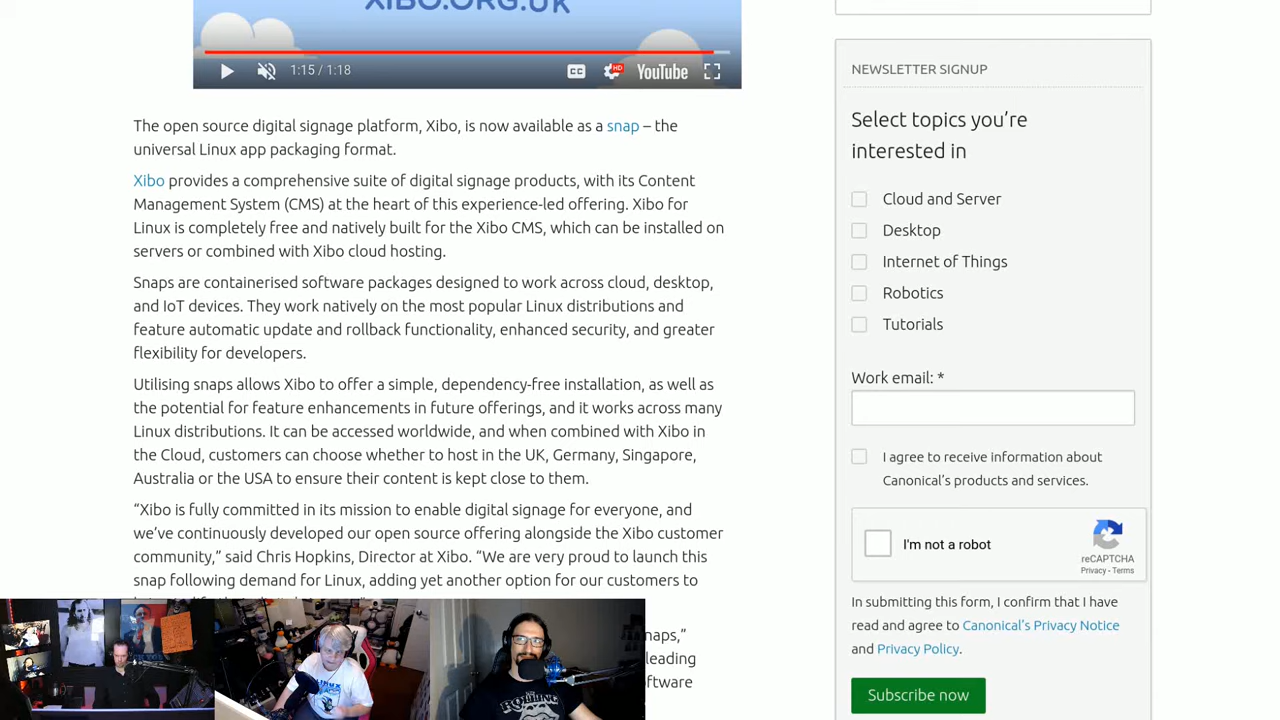 XIBO.ORG.UK
1:15 / 1:18
CC
HD
YouTube
The open source digital signage platform, Xibo, is now available as a snap – the
universal Linux app packaging format.
Xibo provides a comprehensive suite of digital signage products, with its Content
Management System (CMS) at the heart of this experience-led offering. Xibo for
Linux is completely free and natively built for the Xibo CMS, which can be installed on
servers or combined with Xibo cloud hosting.
Snaps are containerised software packages designed to work across cloud, desktop,
and IoT devices. They work natively on the most popular Linux distributions and
feature automatic update and rollback functionality, enhanced security, and greater
flexibility for developers.
Utilising snaps allows Xibo to offer a simple, dependency-free installation, as well as
the potential for feature enhancements in future offerings, and it works across many
Linux distributions. It can be accessed worldwide, and when combined with Xibo in
the Cloud, customers can choose whether to host in the UK, Germany, Singapore,
Australia or the USA to ensure their content is kept close to them.
“Xibo is fully committed in its mission to enable digital signage for everyone, and
we’ve continuously developed our open source offering alongside the Xibo customer
community,” said Chris Hopkins, Director at Xibo. “We are very proud to launch this
snap following demand for Linux, adding yet another option for our customers to
naps,”
leading
ftware
LINUX
NEWSLETTER SIGNUP
Select topics you’re
interested in
Cloud and Server
Desktop
Internet of Things
Robotics
Tutorials
Work email: *
I agree to receive information about
Canonical’s products and services.
I'm not a robot
reCAPTCHA
Privacy - Terms
In submitting this form, I confirm that I have
read and agree to Canonical’s Privacy Notice
and Privacy Policy.
Subscribe now